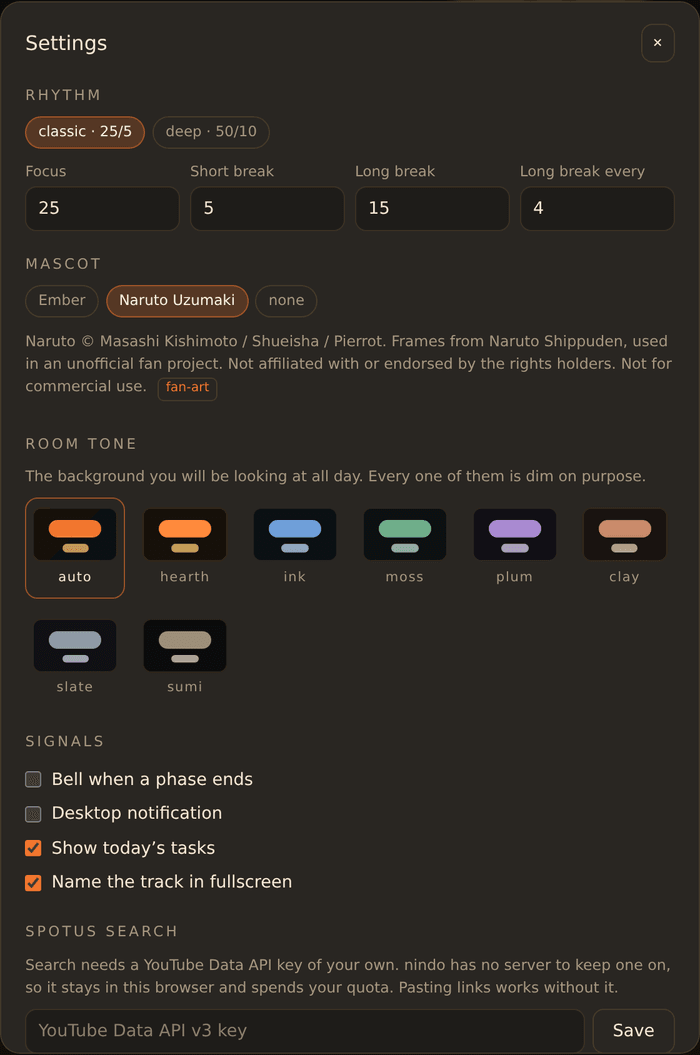 Settings
×
RHYTHM
classic · 25/5
deep · 50/10
Focus
Short break
Long break
Long break every
25
5
15
4
MASCOT
Ember
Naruto Uzumaki
none
Naruto © Masashi Kishimoto / Shueisha / Pierrot. Frames from Naruto Shippuden, used
in an unofficial fan project. Not affiliated with or endorsed by the rights holders. Not for
commercial use. fan-art
ROOM TONE
The background you will be looking at all day. Every one of them is dim on purpose.
auto
hearth
ink
moss
plum
clay
slate
sumi
SIGNALS
Bell when a phase ends
Desktop notification
Show today’s tasks
Name the track in fullscreen
SPOTUS SEARCH
Search needs a YouTube Data API key of your own. nindo has no server to keep one on,
so it stays in this browser and spends your quota. Pasting links works without it.
YouTube Data API v3 key
Save